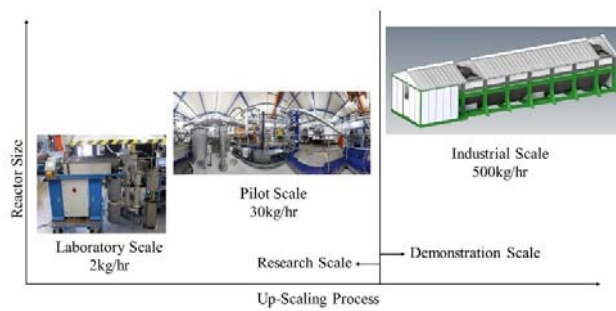 Reactor Size
Laboratory Scale
2kg/hr
Pilot Scale
30kg/hr
Industrial Scale
500kg/hr
Research Scale
Demonstration Scale
Up-Scaling Process